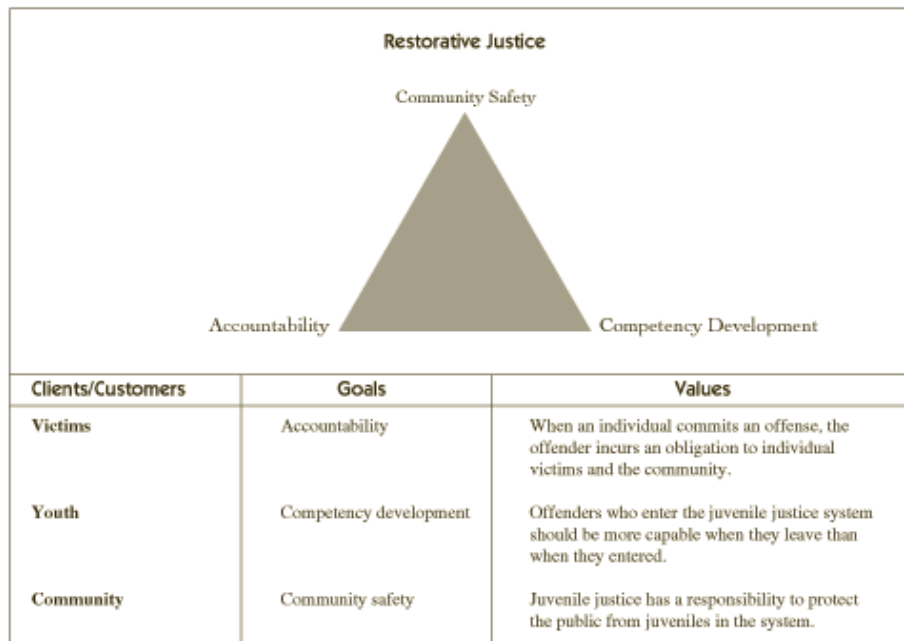 Restorative Justice
Community Safety
Accountability
Competency Development
Clients/Customers
Goals
Values
Victims
Accountability
When an individual commits an offense, the
offender incurs an obligation to individual
victims and the community.
Youth
Competency development
Offenders who enter the juvenile justice system
should be more capable when they leave than
when they entered.
Community
Community safety
Juvenile justice has a responsibility to protect
the public from juveniles in the system.